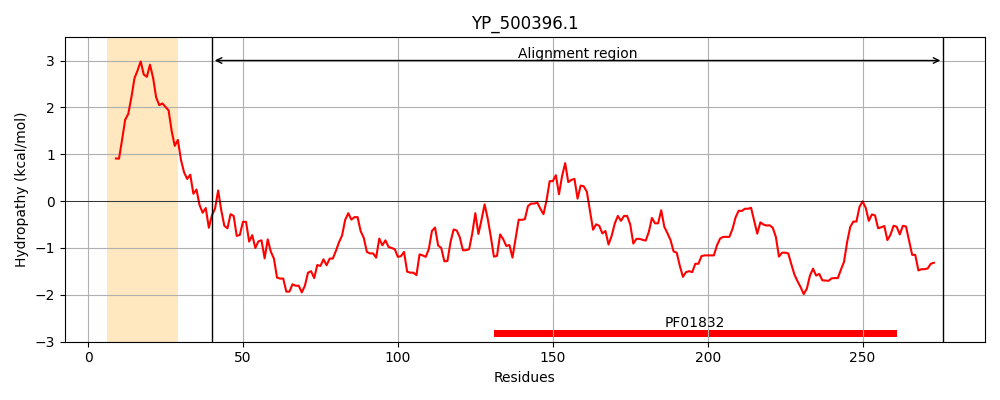 YP_500396.1
Alignment region
3
2
1
0
−1
−2
−3
Hydropathy (kcal/mol)
PF01832
0 50 100 150 200 250
Residues